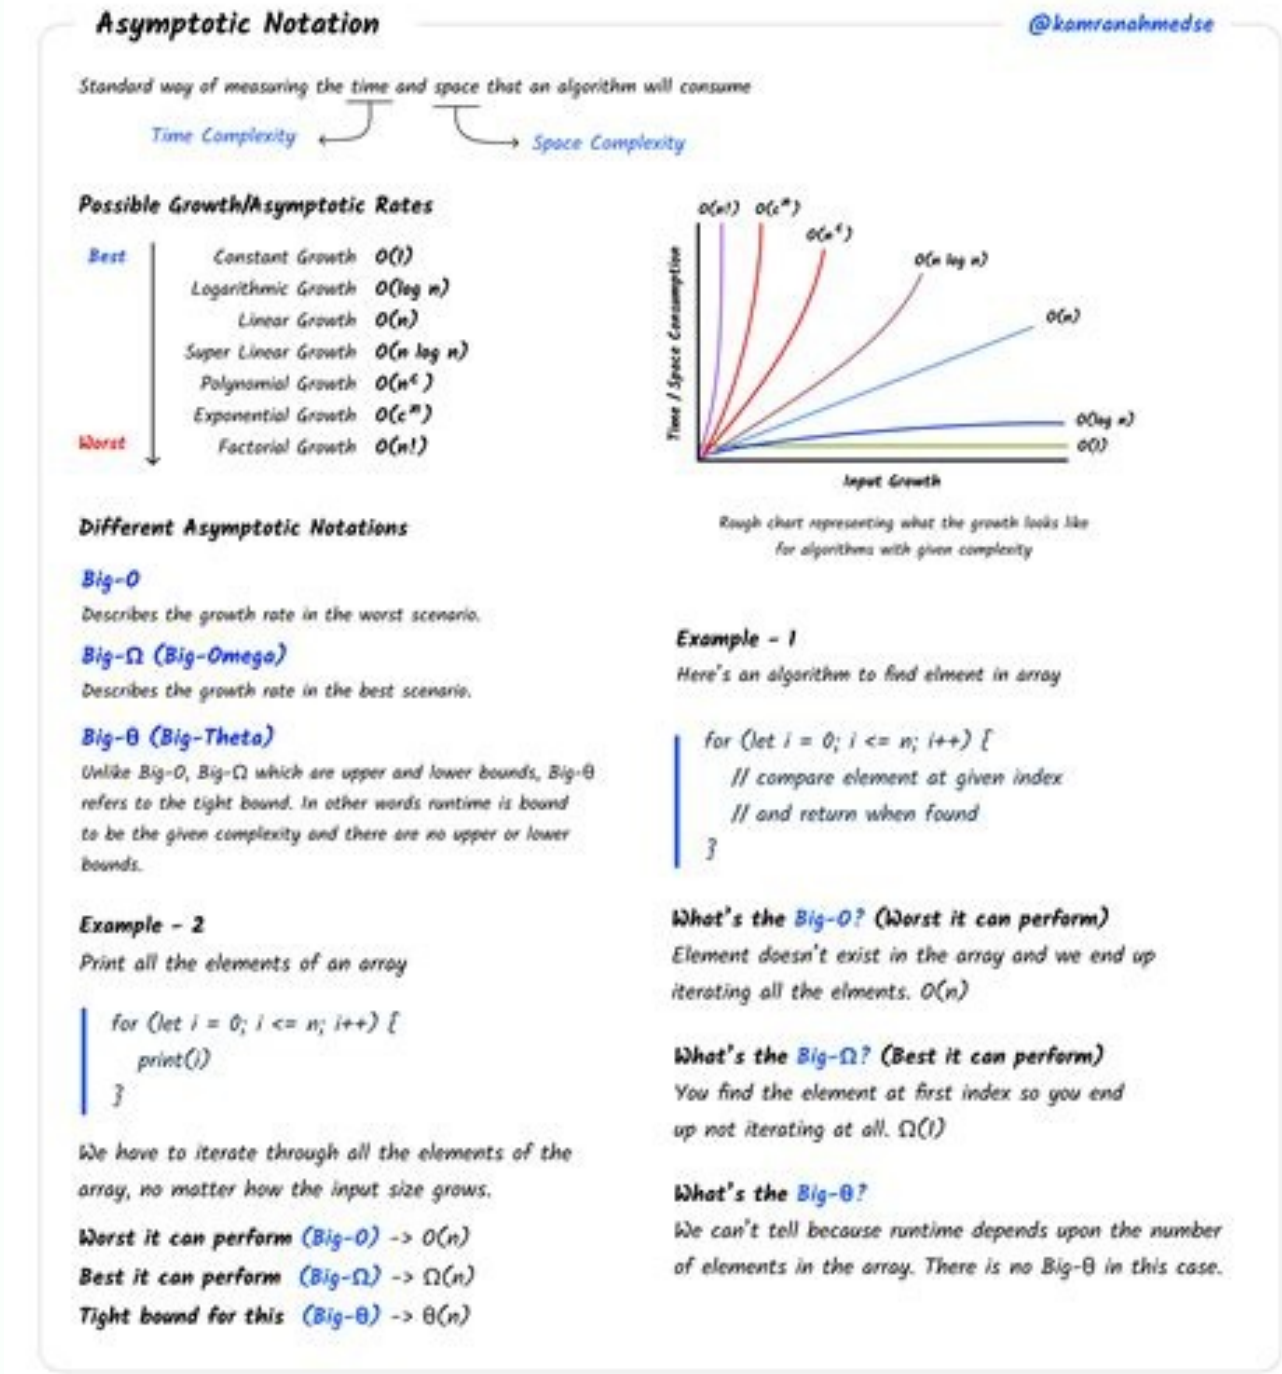 Asymptotic Notation
@kamranahmedse
Standard way of measuring the time and space that an algorithm will consume
Time Complexity
Space Complexity
Possible Growth/Asymptotic Rates
Best
Constant Growth O(1)
Logarithmic Growth O(log n)
Linear Growth O(n)
Super Linear Growth O(n log n)
Polynomial Growth O(nᶜ)
Exponential Growth O(cⁿ)
Worst
Factorial Growth O(n!)
O(n!) O(cⁿ)
O(nᶜ)
O(n log n)
O(n)
O(log n)
O(1)
Time / Space Consumption
Input Growth
Rough chart representing what the growth looks like
for algorithms with given complexity
Different Asymptotic Notations
Big-O
Describes the growth rate in the worst scenario.
Big-Ω (Big-Omega)
Describes the growth rate in the best scenario.
Big-θ (Big-Theta)
Unlike Big-O, Big-Ω which are upper and lower bounds, Big-θ
refers to the tight bound. In other words runtime is bound
to be the given complexity and there are no upper or lower
bounds.
Example - 1
Here's an algorithm to find elment in array
for (let i = 0; i <= n; i++) {
// compare element at given index
// and return when found
}
What's the Big-O? (Worst it can perform)
Element doesn't exist in the array and we end up
iterating all the elments. O(n)
What's the Big-Ω? (Best it can perform)
You find the element at first index so you end
up not iterating at all. Ω(1)
What's the Big-θ?
We can't tell because runtime depends upon the number
of elements in the array. There is no Big-θ in this case.
Example - 2
Print all the elements of an array
for (let i = 0; i <= n; i++) {
print(i)
}
We have to iterate through all the elements of the
array, no matter how the input size grows.
Worst it can perform (Big-O) -> O(n)
Best it can perform (Big-Ω) -> Ω(n)
Tight bound for this (Big-θ) -> θ(n)